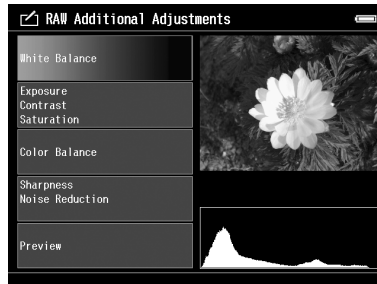 RAW Additional Adjustments
White Balance
Exposure
Contrast
Saturation
Color Balance
Sharpness
Noise Reduction
Preview